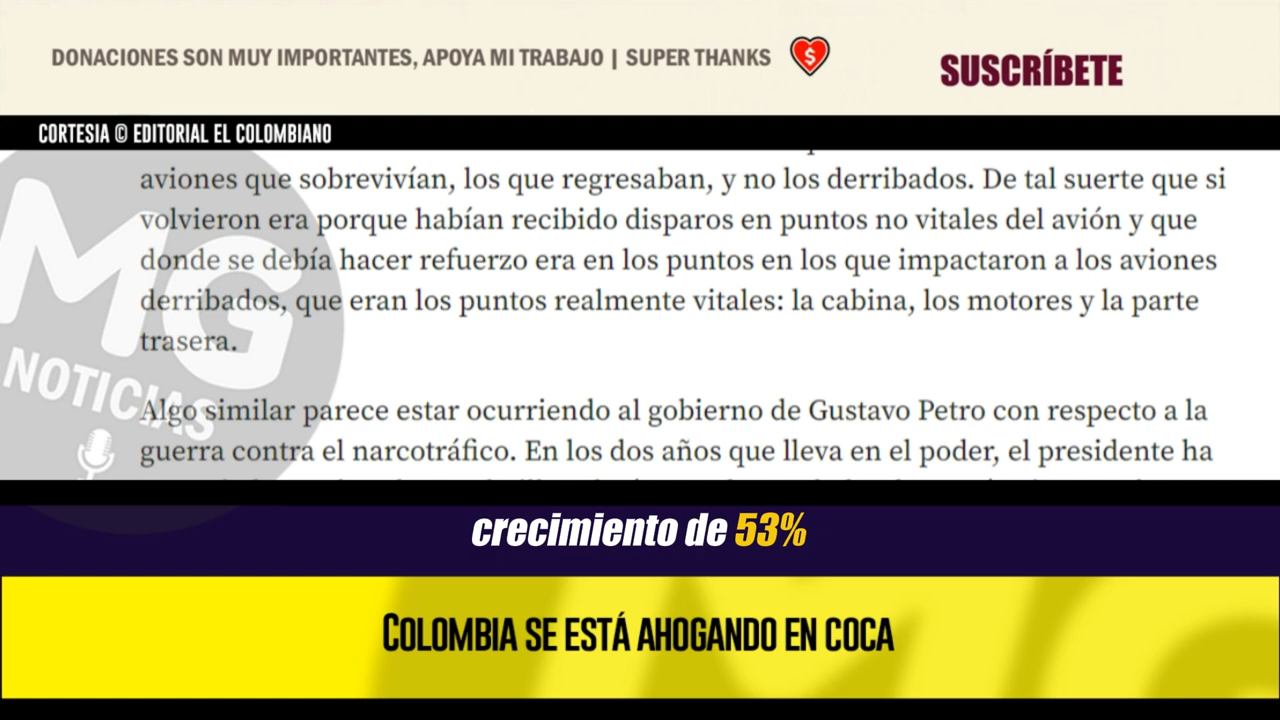 DONACIONES SON MUY IMPORTANTES, APOYA MI TRABAJO | SUPER THANKS
SUSCRÍBETE
CORTESIA © EDITORIAL EL COLOMBIANO
aviones que sobrevivían, los que regresaban, y no los derribados. De tal suerte que si
volvieron era porque habían recibido disparos en puntos no vitales del avión y que
donde se debía hacer refuerzo era en los puntos en los que impactaron a los aviones
derribados, que eran los puntos realmente vitales: la cabina, los motores y la parte
trasera.
Algo similar parece estar ocurriendo al gobierno de Gustavo Petro con respecto a la
guerra contra el narcotráfico. En los dos años que lleva en el poder, el presidente ha
MG
NOTICIAS
crecimiento de 53%
COLOMBIA SE ESTÁ AHOGANDO EN COCA